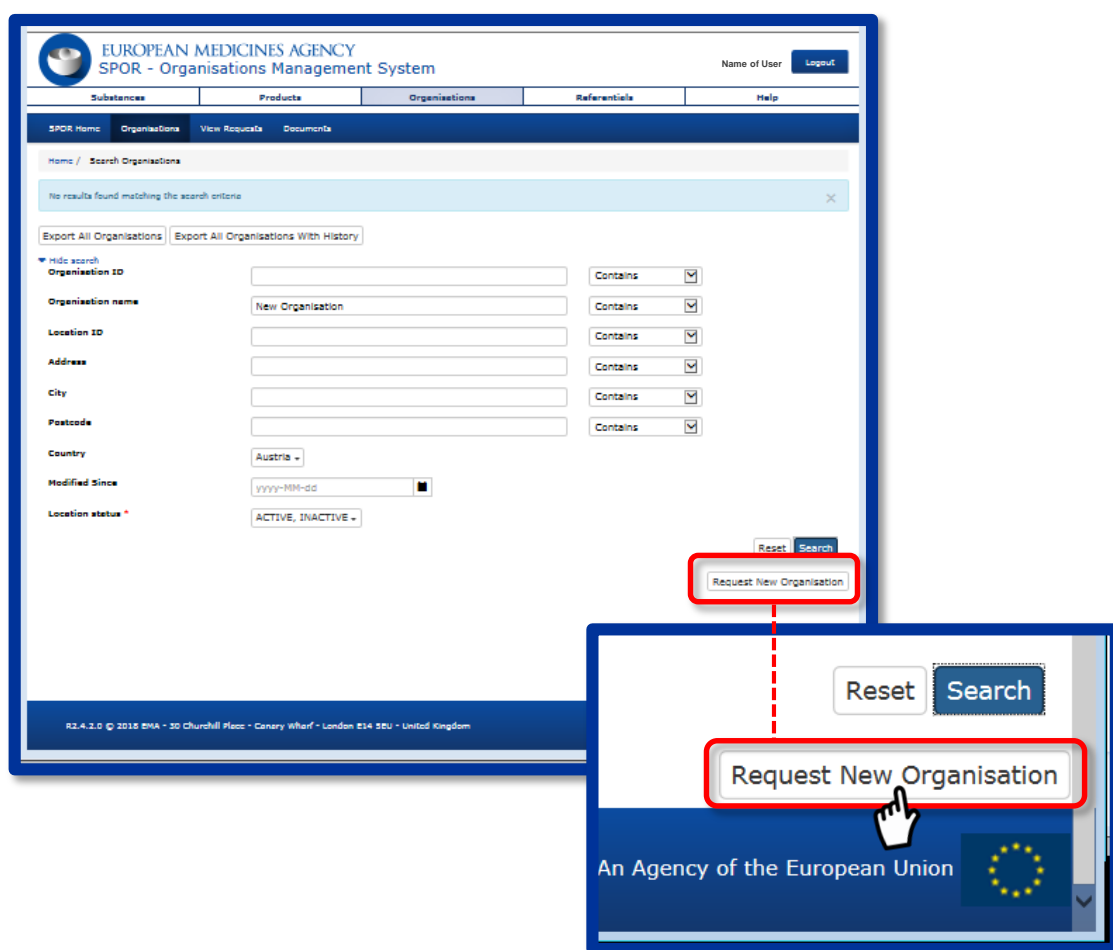 EUROPEAN MEDICINES AGENCY
SPOR - Organisations Management System
Name of User
Logout
Substances Products Organisations Referentials Help
SPOR Home Organisations View Requests Documents
Home / Search Organisations
No results found matching the search criteria
Export All Organisations Export All Organisations With History
Hide search
Organisation ID Contains
Organisation name New Organisation Contains
Location ID Contains
Address Contains
City Contains
Postcode Contains
Country Austria
Modified Since yyyy-MM-dd
Location status * ACTIVE, INACTIVE
Reset Search
Request New Organisation
R2.4.2.0 © 2018 EMA - 30 Churchill Place - Canary Wharf - London E14 5EU - United Kingdom
Reset Search
Request New Organisation
An Agency of the European Union